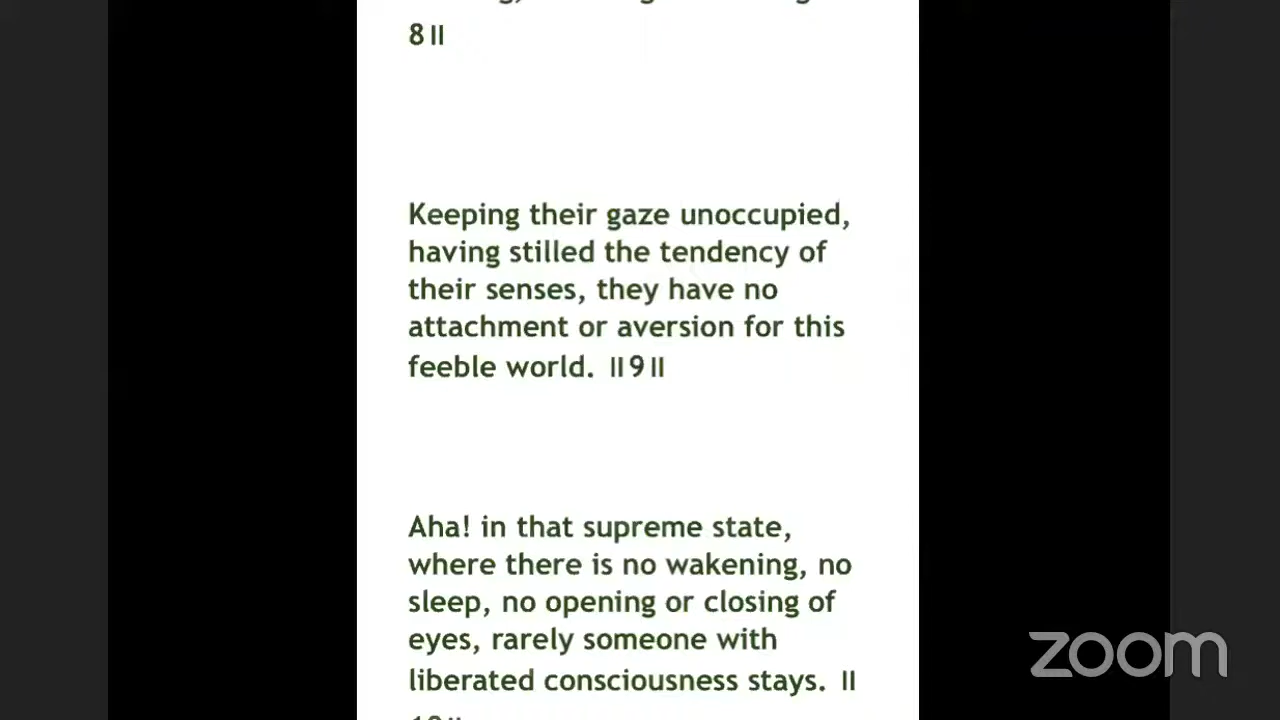 8॥
Keeping their gaze unoccupied,
having stilled the tendency of
their senses, they have no
attachment or aversion for this
feeble world. ॥9॥
Aha! in that supreme state,
where there is no wakening, no
sleep, no opening or closing of
eyes, rarely someone with
liberated consciousness stays. ॥
zoom